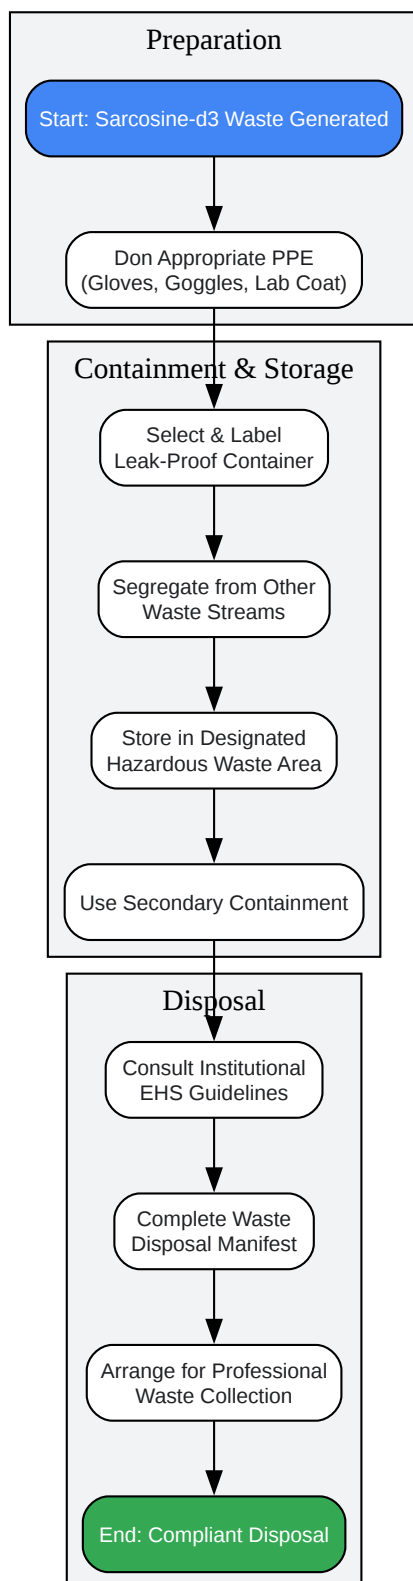 Preparation
Start: Sarcosine-d3 Waste Generated
Don Appropriate PPE
(Gloves, Goggles, Lab Coat)
Containment & Storage
Select & Label
Leak-Proof Container
Segregate from Other
Waste Streams
Store in Designated
Hazardous Waste Area
Use Secondary Containment
Disposal
Consult Institutional
EHS Guidelines
Complete Waste
Disposal Manifest
Arrange for Professional
Waste Collection
End: Compliant Disposal